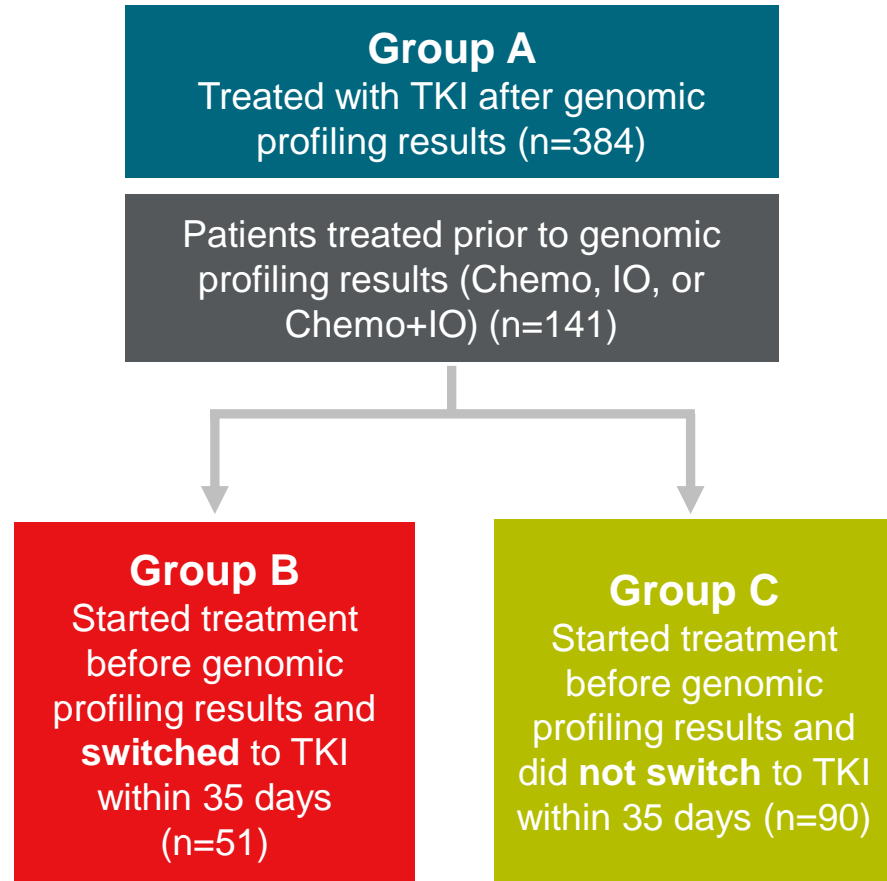 Group A
Treated with TKI after genomic
profiling results (n=384)
Patients treated prior to genomic
profiling results (Chemo, IO, or
Chemo+IO) (n=141)
Group B
Started treatment
before genomic
profiling results and
switched to TKI
within 35 days
(n=51)
Group C
Started treatment
before genomic
profiling results and
did not switch to TKI
within 35 days (n=90)